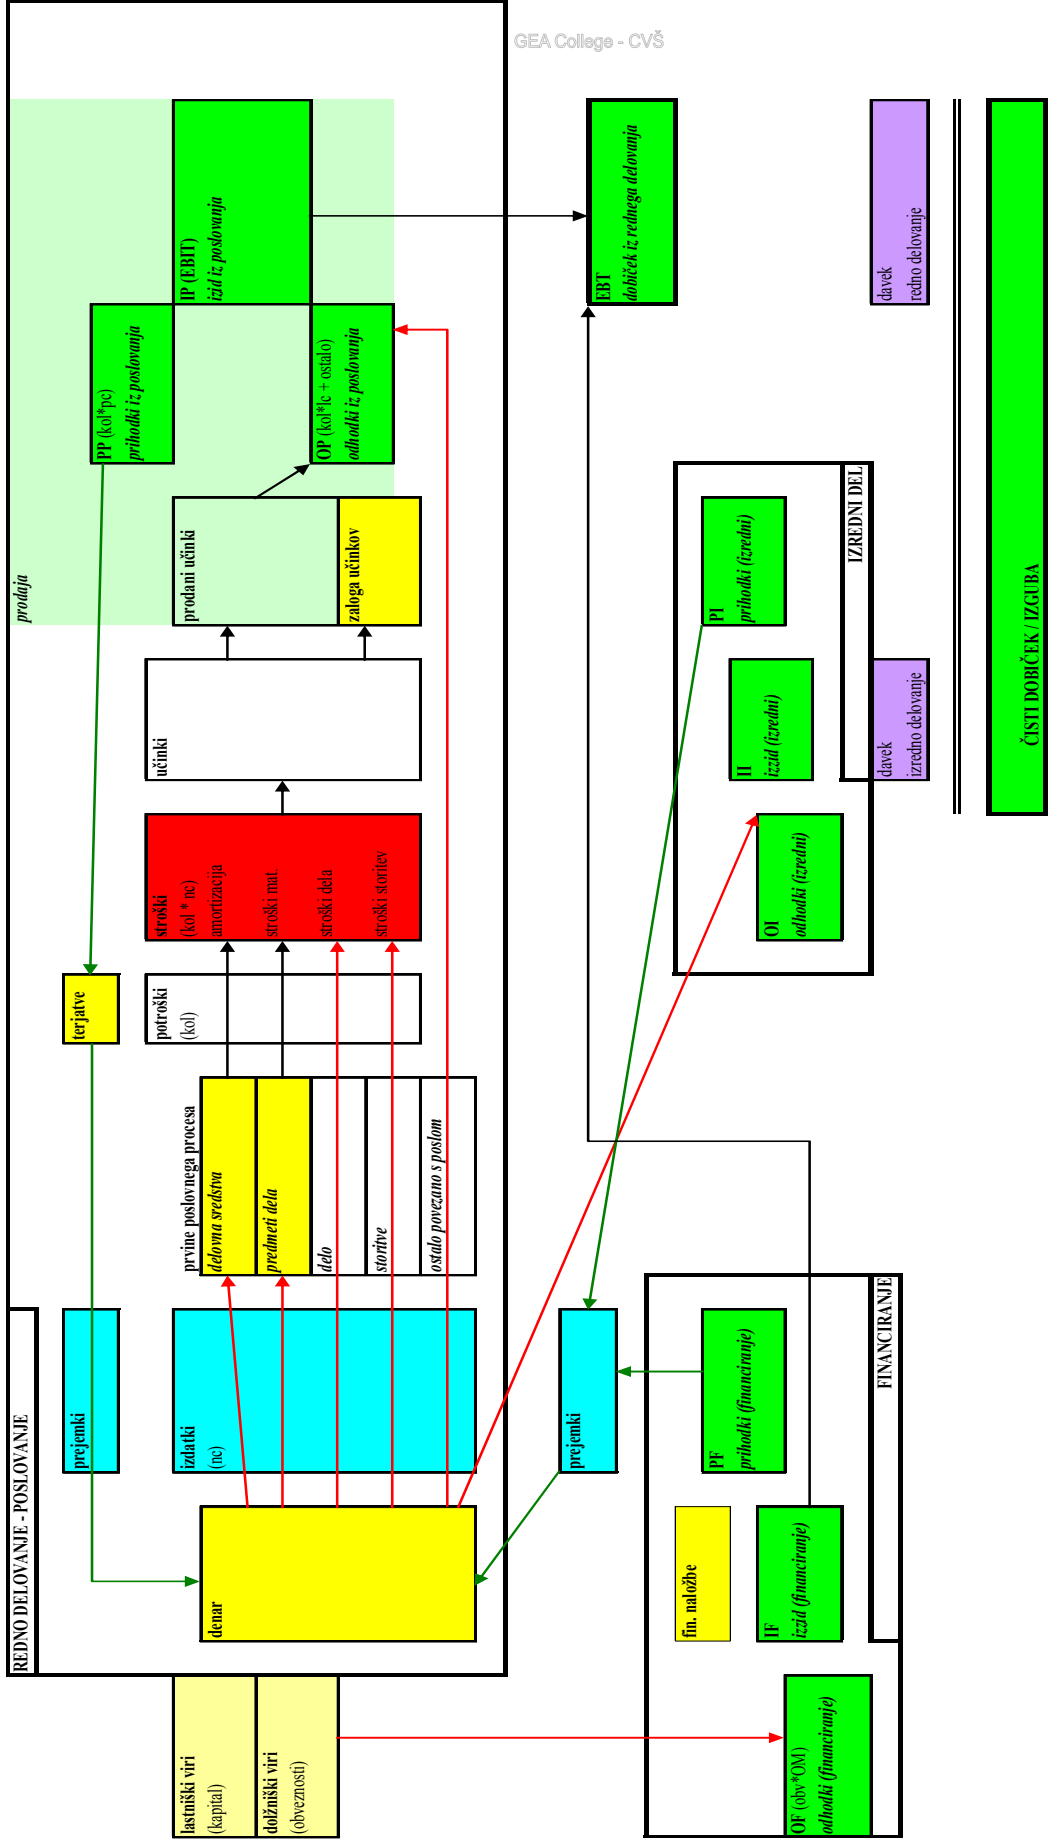 GEA College - CVŠ
REDNO DELOVANJE - POSLOVANJE
prodaja
prejemki
terjatve
PP (kol*pc)
prihodki iz poslovanja
lastniški viri
(kapital)
dolžniški viri
(obveznosti)
denar
izdatki
(nc)
prvine poslovnega procesa
delovna sredstva
predmeti dela
delo
storitve
ostalo povezano s poslom
potroški
(kol)
stroški
(kol * nc)
amortizacija
stroški mat.
stroški dela
stroški storitev
učinki
prodani učinki
zaloga učinkov
IP (EBIT)
izid iz poslovanja
OP (kol*lc + ostalo)
odhodki iz poslovanja
prejemki
EBT
dobiček iz rednega delovanja
fin. naložbe
PF
prihodki (financiranje)
IF
izzid (financiranje)
OF (obv*OM)
odhodki (financiranje)
FINANCIRANJE
PI
prihodki (izredni)
II
izzid (izredni)
OI
odhodki (izredni)
IZREDNI DEL
davek
izredno delovanje
davek
redno delovanje
ČISTI DOBIČEK / IZGUBA